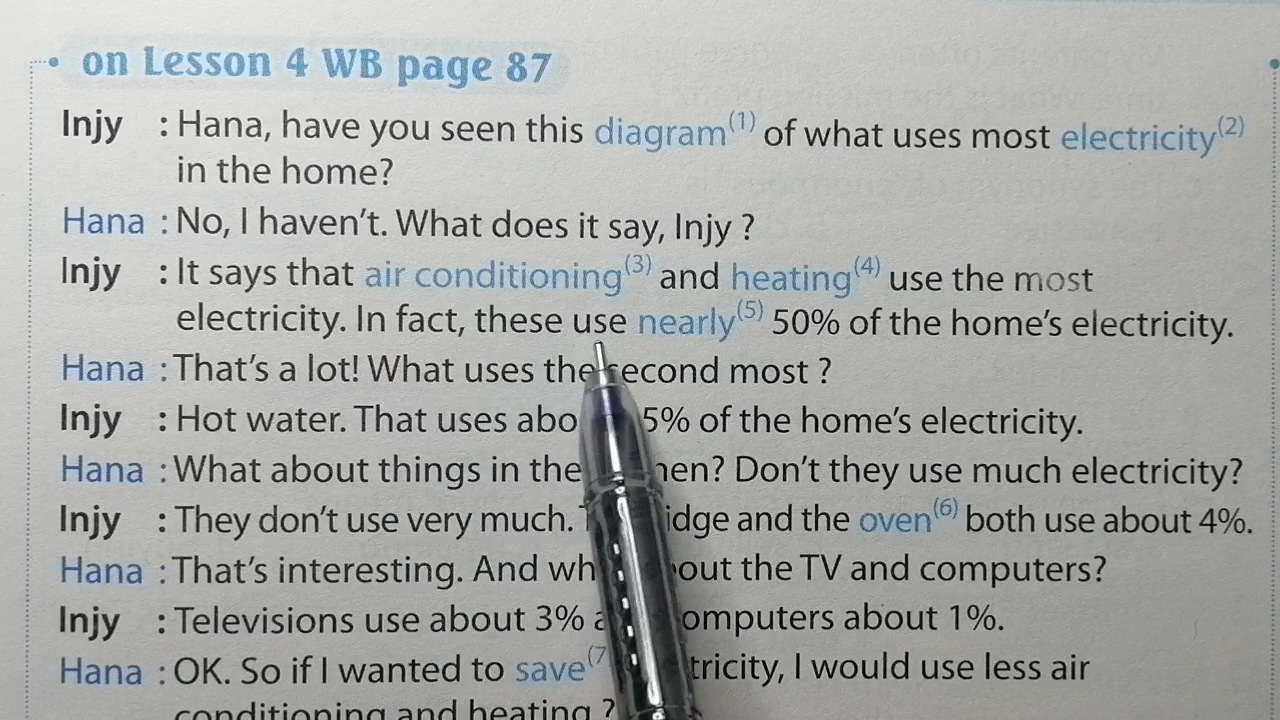 on Lesson 4 WB page 87
Injy : Hana, have you seen this diagram(1) of what uses most electricity(2)
in the home?
Hana : No, I haven't. What does it say, Injy ?
Injy : It says that air conditioning(3) and heating(4) use the most
electricity. In fact, these use nearly(5) 50% of the home's electricity.
Hana : That's a lot! What uses the second most ?
Injy : Hot water. That uses abo 5% of the home's electricity.
Hana : What about things in the hen? Don't they use much electricity?
Injy : They don't use very much. idge and the oven(6) both use about 4%.
Hana : That's interesting. And wh out the TV and computers?
Injy : Televisions use about 3% a omputers about 1%.
Hana : OK. So if I wanted to save(7 tricity, I would use less air
conditioning and heating ?